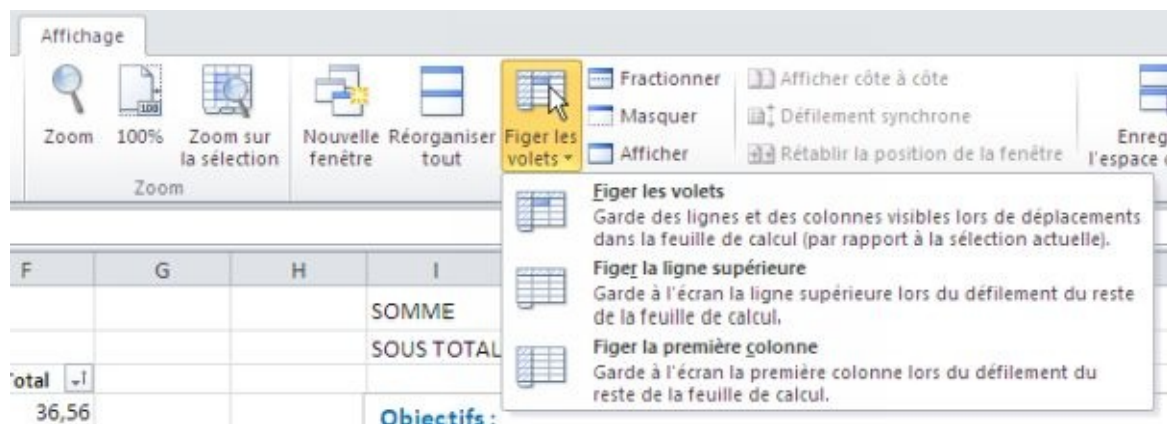 Affichage
Zoom
100%
Zoom sur
la sélection
Nouvelle
fenêtre
Réorganiser
tout
Figer les
volets
Fractionner
Masquer
Afficher
Afficher côte à côte
Défilement synchrone
Rétablir la position de la fenêtre
Enreg
l'espace
Zoom
Figer les volets
Garde des lignes et des colonnes visibles lors de déplacements
dans la feuille de calcul (par rapport à la sélection actuelle).
Figer la ligne supérieure
Garde à l'écran la ligne supérieure lors du défilement du reste
de la feuille de calcul.
Figer la première colonne
Garde à l'écran la première colonne lors du défilement du
reste de la feuille de calcul.
F G H I
SOMME
SOUS TOTAL
otal
36,56
Objectifs :